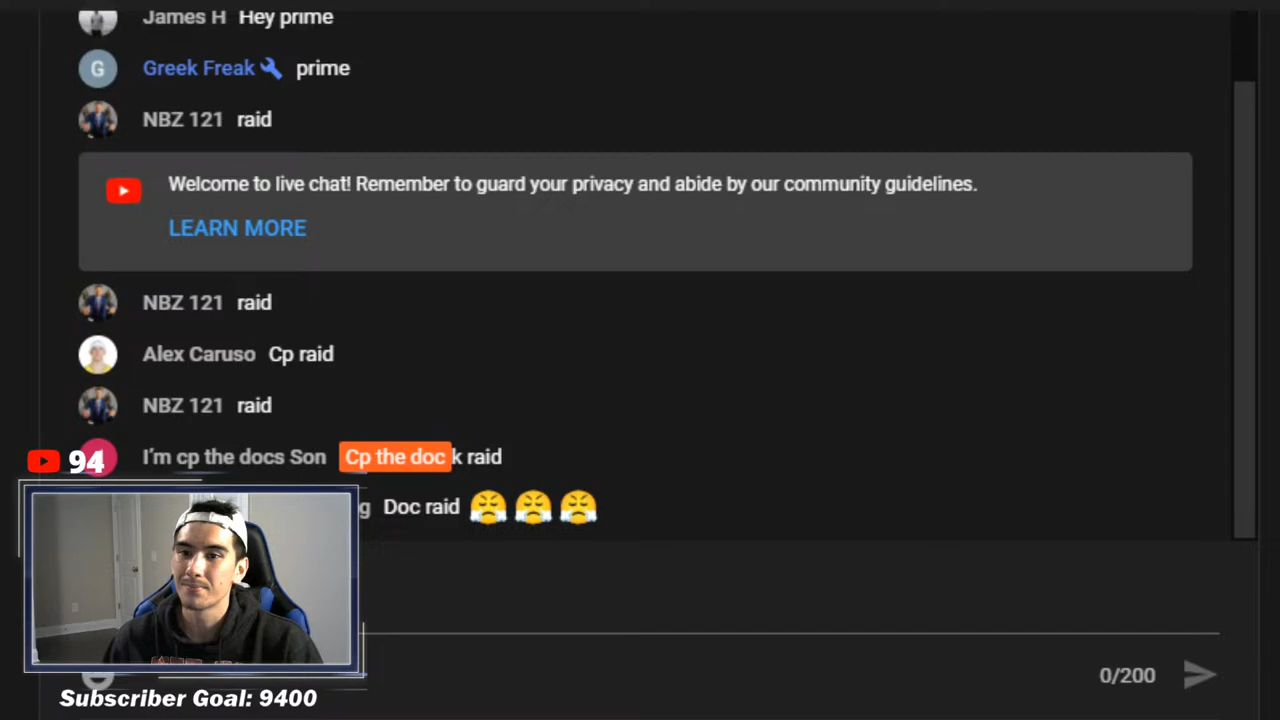 James H Hey prime
G Greek Freak prime
NBZ 121 raid
Welcome to live chat! Remember to guard your privacy and abide by our community guidelines.
LEARN MORE
NBZ 121 raid
Alex Caruso Cp raid
NBZ 121 raid
94 I'm cp the docs Son Cp the dock raid
g Doc raid 😤😤😤
0/200
Subscriber Goal: 9400